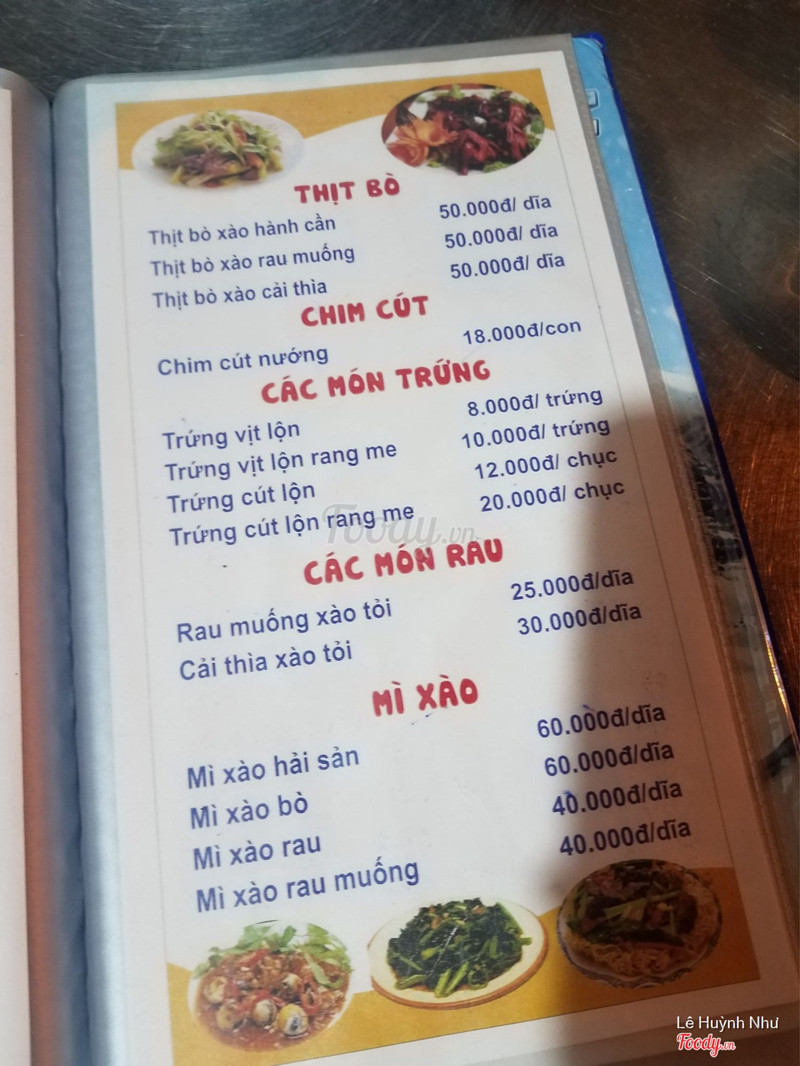 THỊT BÒ
Thịt bò xào hành cần 50.000đ/ dĩa
Thịt bò xào rau muống 50.000đ/ dĩa
Thịt bò xào cải thìa 50.000đ/ dĩa
CHIM CÚT
Chim cút nướng 18.000đ/con
CÁC MÓN TRỨNG
Trứng vịt lộn 8.000đ/ trứng
Trứng vịt lộn rang me 10.000đ/ trứng
Trứng cút lộn 12.000đ/ chục
Trứng cút lộn rang me 20.000đ/ chục
Foody.vn
CÁC MÓN RAU
Rau muống xào tỏi 25.000đ/dĩa
Cải thìa xào tỏi 30.000đ/dĩa
MÌ XÀO
Mì xào hải sản 60.000đ/dĩa
Mì xào bò 60.000đ/dĩa
Mì xào rau 40.000đ/dĩa
Mì xào rau muống 40.000đ/dĩa
Lê Huỳnh Như
Foody.vn